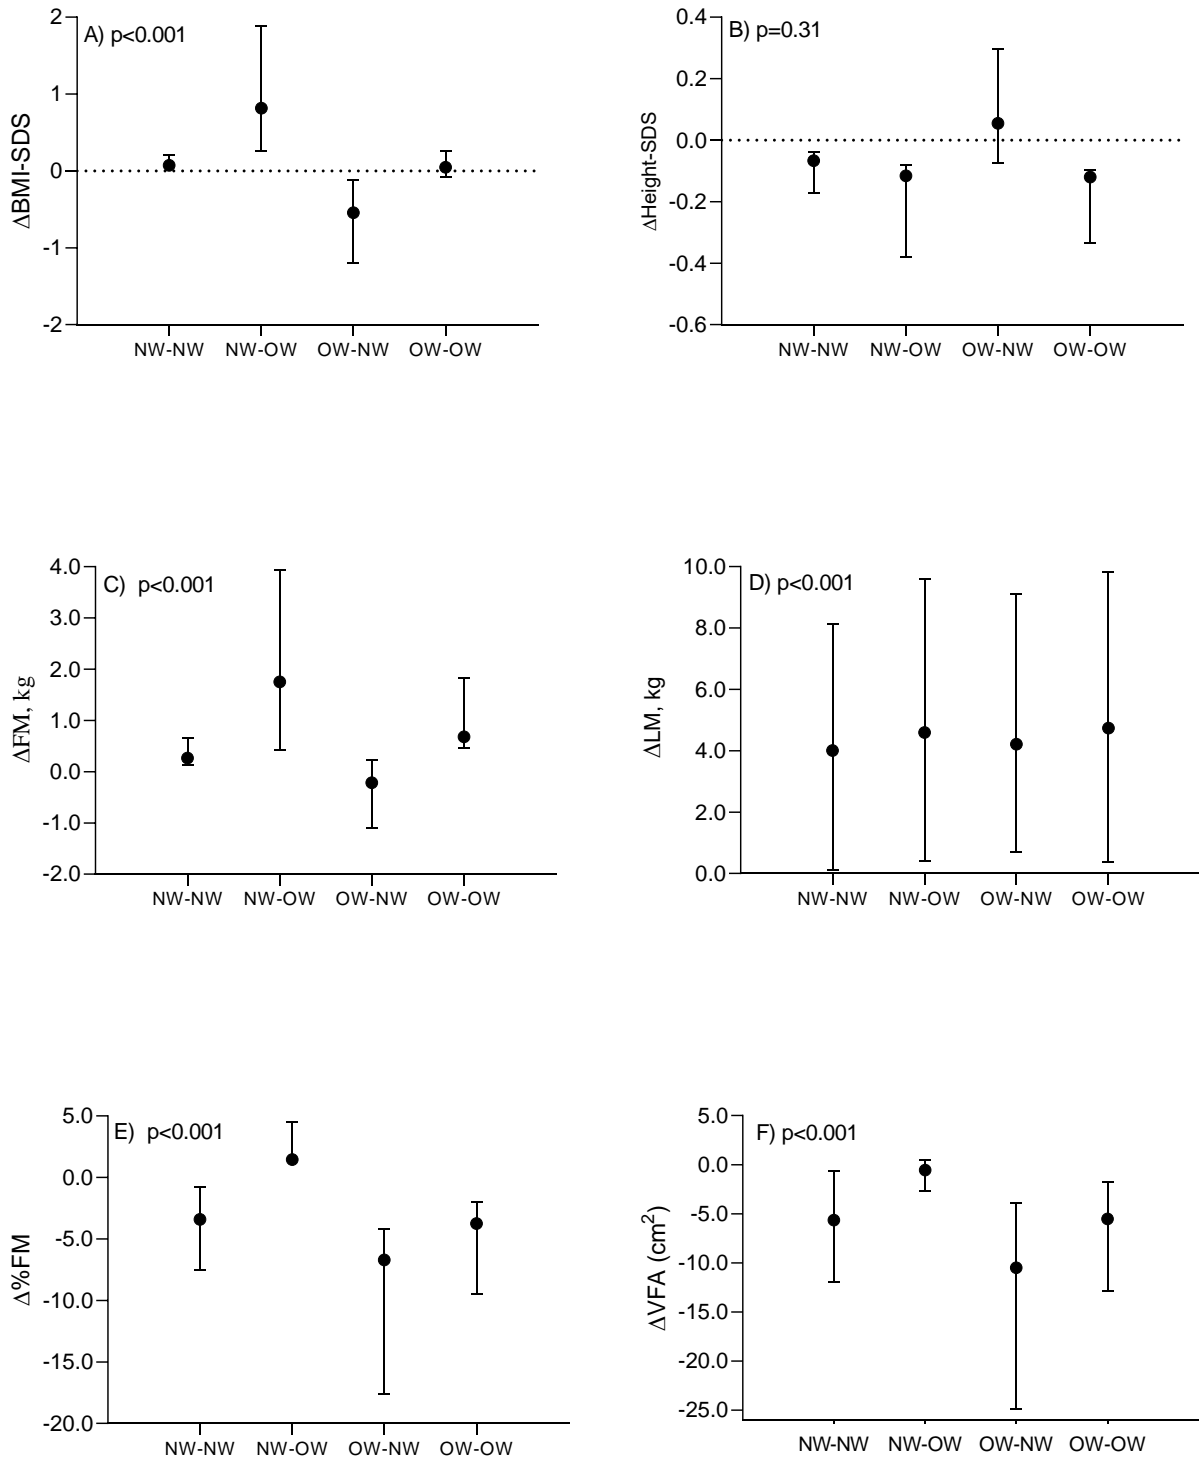 A) p<0.001
ΔBMI-SDS
2
1
0
-1
-2
NW-NW NW-OW OW-NW OW-OW
B) p=0.31
ΔHeight-SDS
0.4
0.2
0.0
-0.2
-0.4
-0.6
NW-NW NW-OW OW-NW OW-OW
C) p<0.001
ΔFM, kg
4.0
3.0
2.0
1.0
0.0
-1.0
-2.0
NW-NW NW-OW OW-NW OW-OW
D) p<0.001
ΔLM, kg
10.0
8.0
6.0
4.0
2.0
0.0
NW-NW NW-OW OW-NW OW-OW
E) p<0.001
Δ%FM
5.0
0.0
-5.0
-10.0
-15.0
-20.0
NW-NW NW-OW OW-NW OW-OW
F) p<0.001
ΔVFA (cm²)
5.0
0.0
-5.0
-10.0
-15.0
-20.0
-25.0
NW-NW NW-OW OW-NW OW-OW